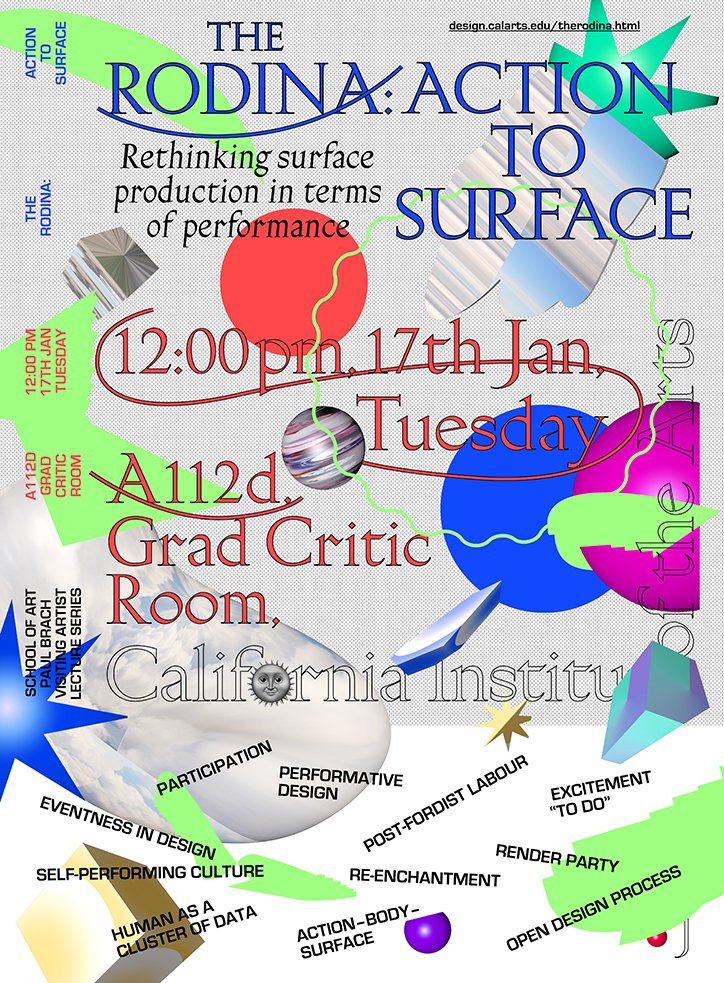 design.calarts.edu/therodina.html
ACTION
TO
SURFACE
THE
RODINA:
12:00 PM
17TH JAN
TUESDAY
A112D
GRAD
CRITIC
ROOM
SCHOOL OF ART
PAUL BRACH
VISITING ARTIST
LECTURE SERIES
THE
RODINA: ACTION
TO
SURFACE
Rethinking surface
production in terms
of performance
12:00 pm, 17th Jan,
Tuesday
A112d,
Grad Critic
Room,
California Institu
of the Arts
PARTICIPATION
PERFORMATIVE
DESIGN
POST-FORDIST LABOUR
EXCITEMENT
“TO DO”
EVENTNESS IN DESIGN
SELF-PERFORMING CULTURE
RE-ENCHANTMENT
RENDER PARTY
HUMAN AS A
CLUSTER OF DATA
ACTION–BODY–
SURFACE
OPEN DESIGN PROCESS